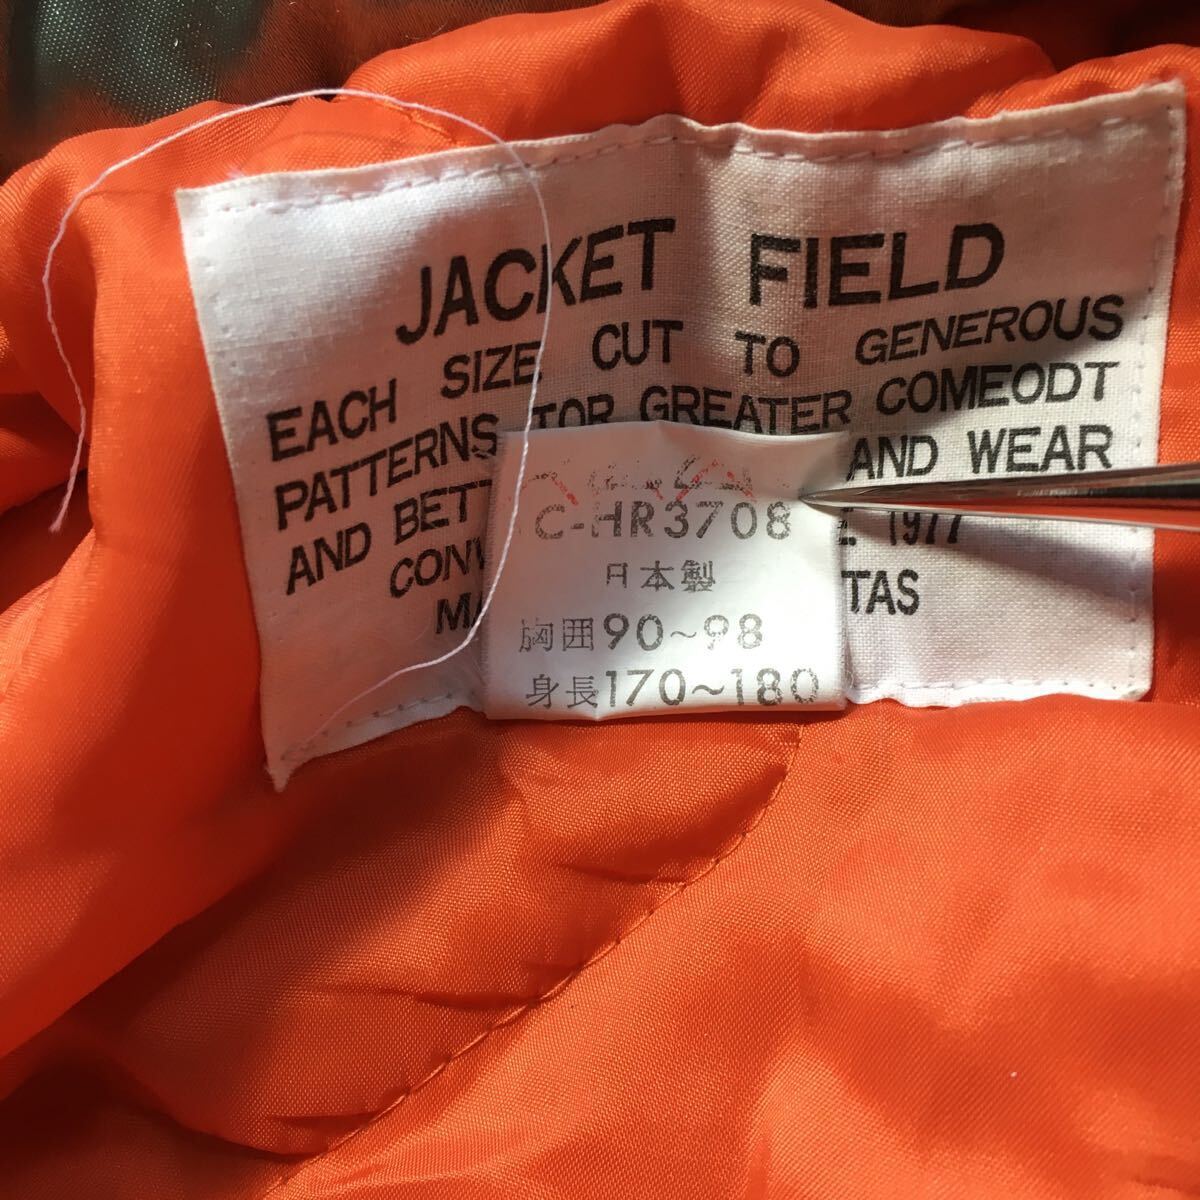 JACKET FIELD
EACH SIZE CUT TO GENEROUS
PATTERNS TOR GREATER COMEODT
AND BETT AND WEAR
CONV 1977
MA TAS
C-HR3708
日本製
胸囲90~98
身長170~180